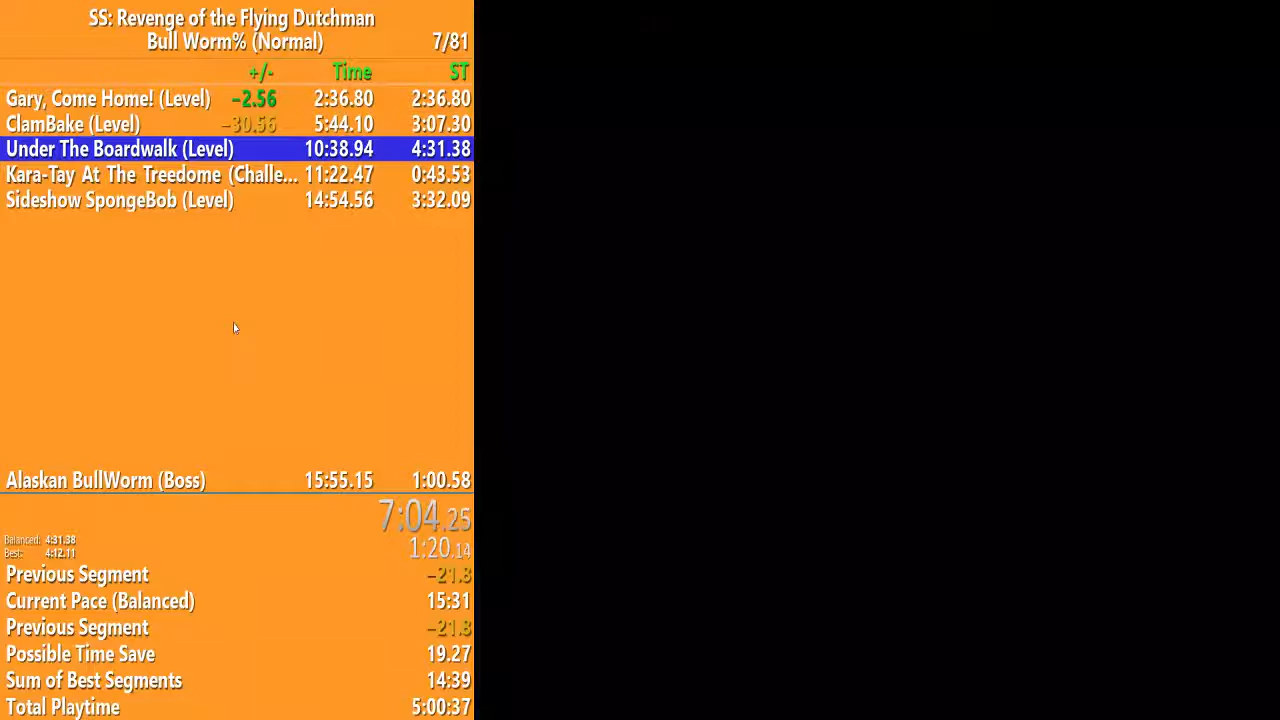 SS: Revenge of the Flying Dutchman
Bull Worm% (Normal) 7/81
+/- Time ST
Gary, Come Home! (Level) −2.56 2:36.80 2:36.80
ClamBake (Level) −30.56 5:44.10 3:07.30
Under The Boardwalk (Level) 10:38.94 4:31.38
Kara-Tay At The Treedome (Challe... 11:22.47 0:43.53
Sideshow SpongeBob (Level) 14:54.56 3:32.09
Alaskan BullWorm (Boss) 15:55.15 1:00.58
7:04.25
Balanced: 4:31.38
Best: 4:12.11
1:20.14
Previous Segment −21.8
Current Pace (Balanced) 15:31
Previous Segment −21.8
Possible Time Save 19.27
Sum of Best Segments 14:39
Total Playtime 5:00:37